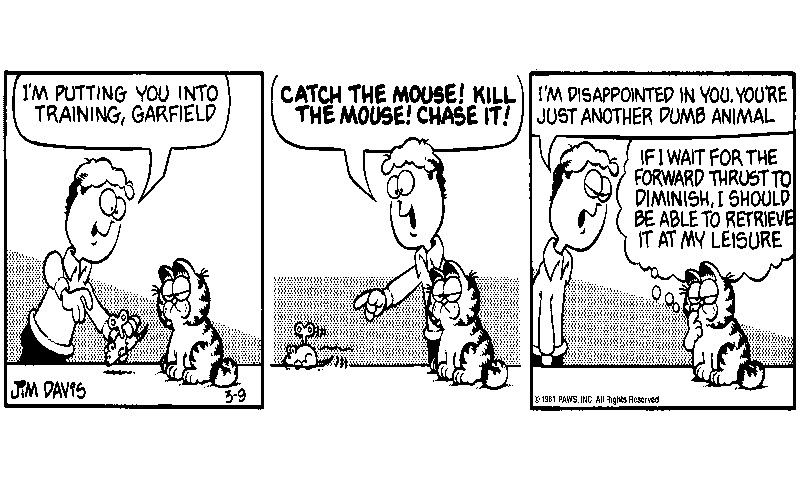 I'M PUTTING YOU INTO
TRAINING, GARFIELD
JIM DAVIS
3-9
CATCH THE MOUSE! KILL
THE MOUSE! CHASE IT!
I'M DISAPPOINTED IN YOU. YOU'RE
JUST ANOTHER DUMB ANIMAL
IF I WAIT FOR THE
FORWARD THRUST TO
DIMINISH, I SHOULD
BE ABLE TO RETRIEVE
IT AT MY LEISURE
© 1981 PAWS, INC. All Rights Reserved